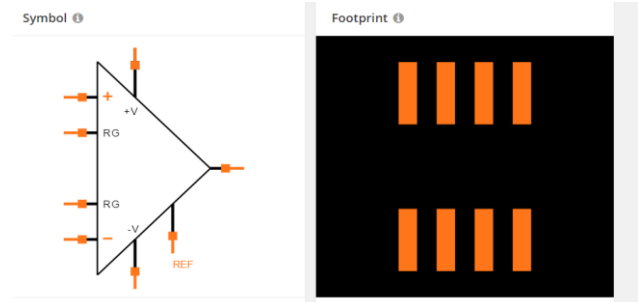 Symbol
Footprint
+V
+
RG
RG
-V
−
REF